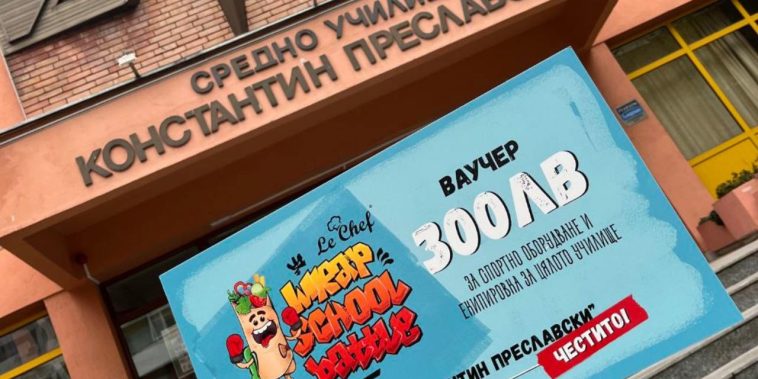 СРЕДНО УЧИЛИ
КОНСТАНТИН ПРЕСЛАВСКИ
ВАУЧЕР
300ЛВ
ЗА СПОРТНО ОБОРУДВАНЕ И
ЕКИПИРОВКА ЗА ЦЯЛОТО УЧИЛИЩЕ
Le Chef
WRAP
SCHOOL
BATTLE
ТИН ПРЕСЛАВСКИ”
ЧЕСТИТО!